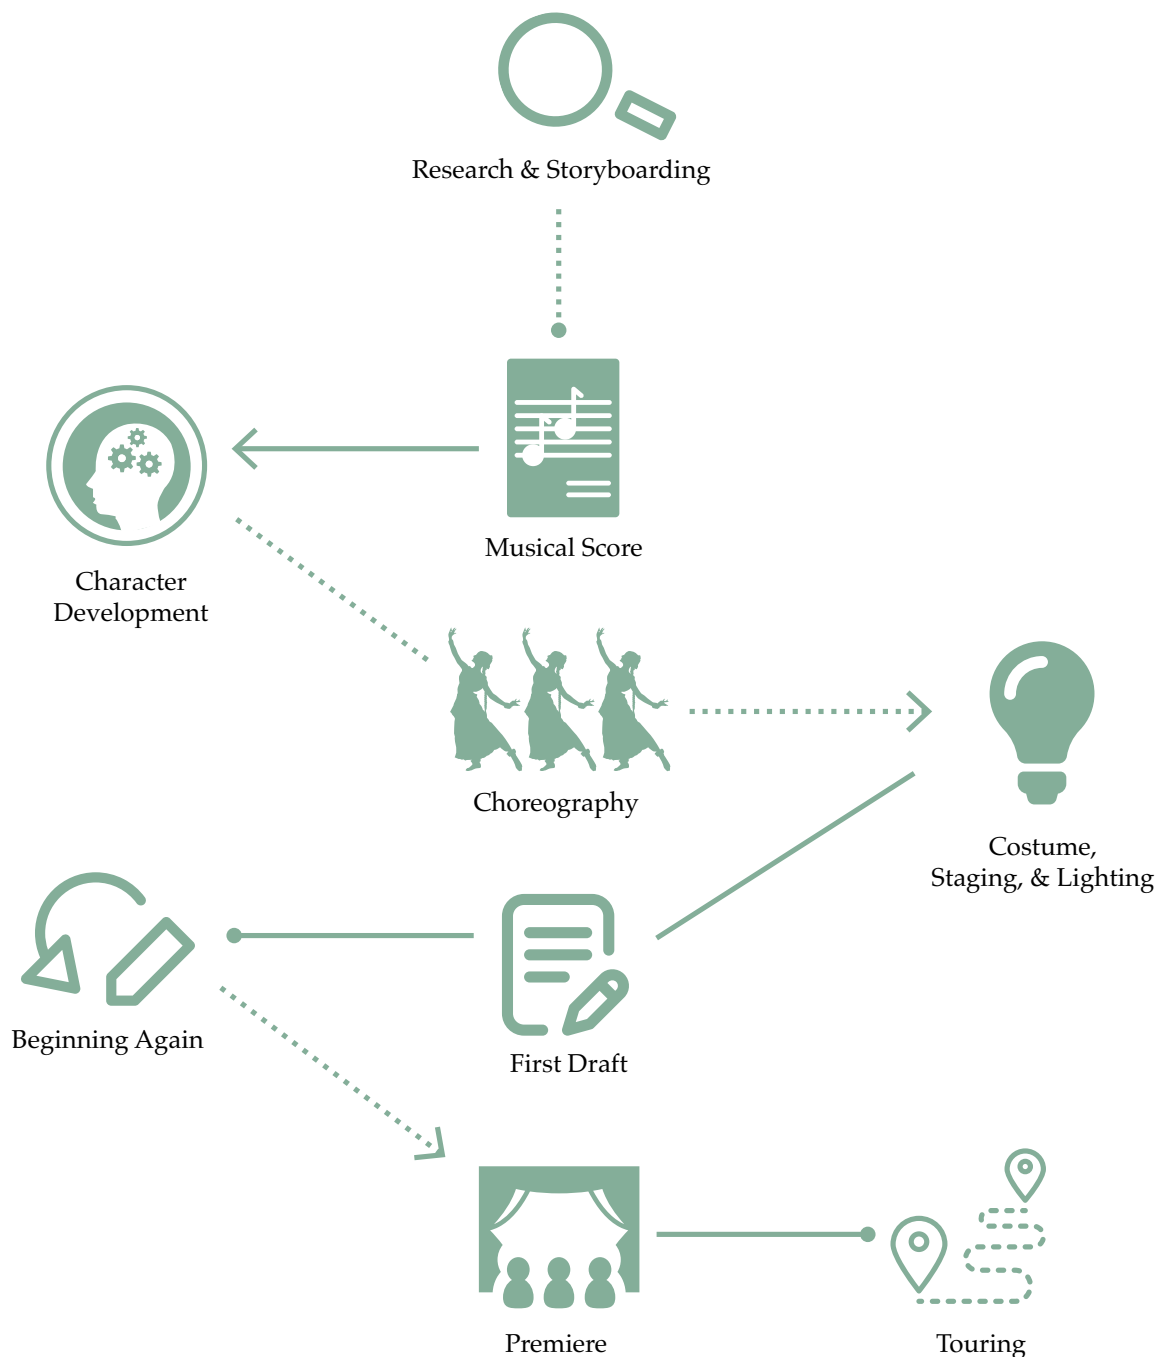 Research & Storyboarding
Musical Score
Character
Development
Choreography
Costume,
Staging, & Lighting
First Draft
Beginning Again
Premiere
Touring